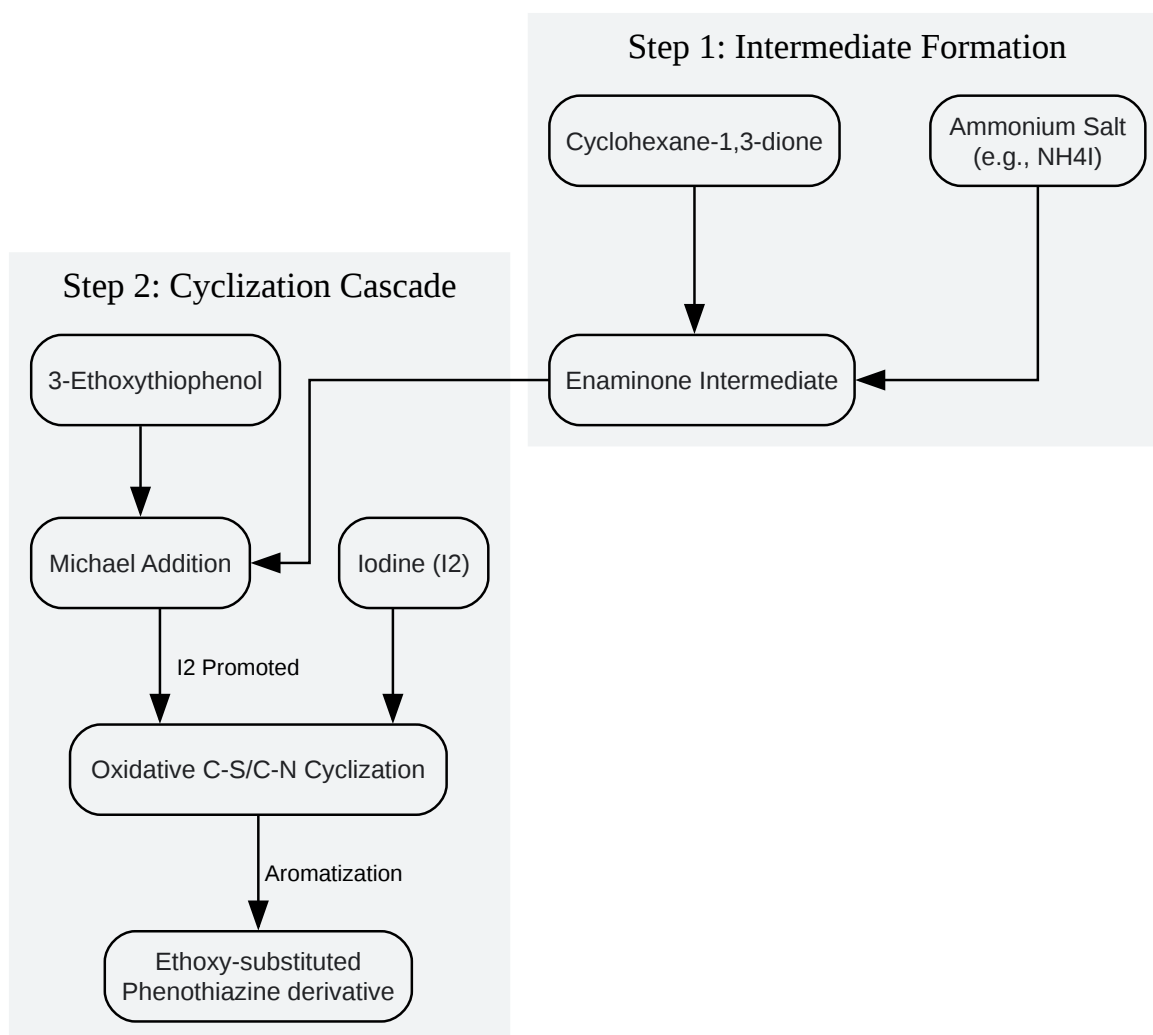 Step 1: Intermediate Formation
Cyclohexane-1,3-dione
Ammonium Salt
(e.g., NH4I)
Enaminone Intermediate
Step 2: Cyclization Cascade
3-Ethoxythiophenol
Michael Addition
Iodine (I2)
I2 Promoted
Oxidative C-S/C-N Cyclization
Aromatization
Ethoxy-substituted
Phenothiazine derivative